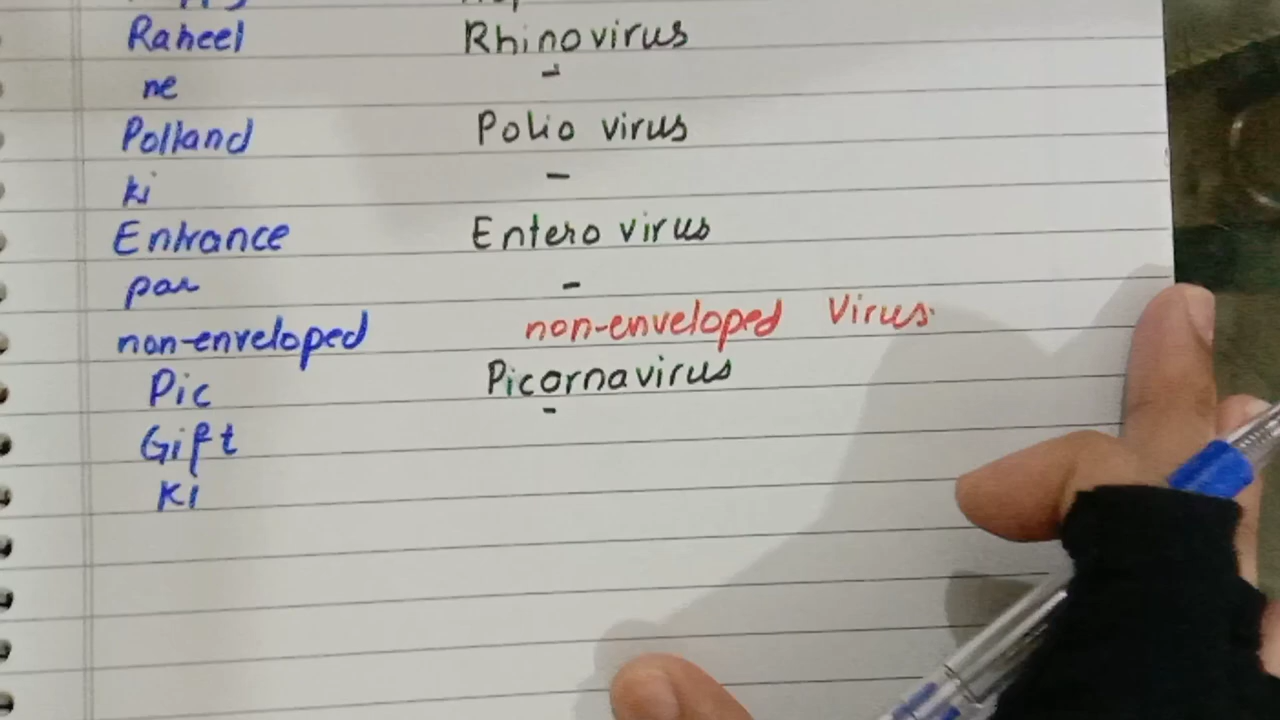 Raheel Rhinovirus
ne -
Polland Polio virus
ki -
Entrance Entero virus
par -
non-enveloped non-enveloped Virus.
Pic Picornavirus
Gift -
Ki